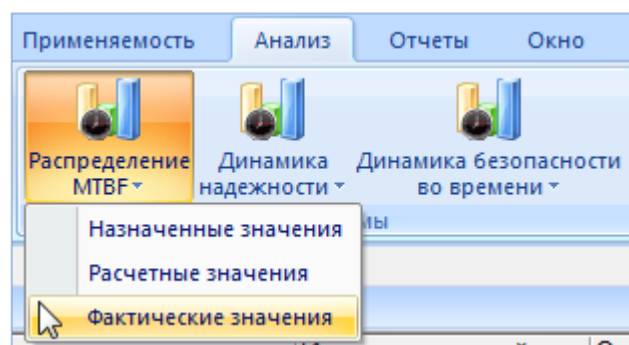 Применяемость Анализ Отчеты Окно
Распределение MTBF
Динамика надежности
Динамика безопасности во времени
Назначенные значения
Расчетные значения
Фактические значения